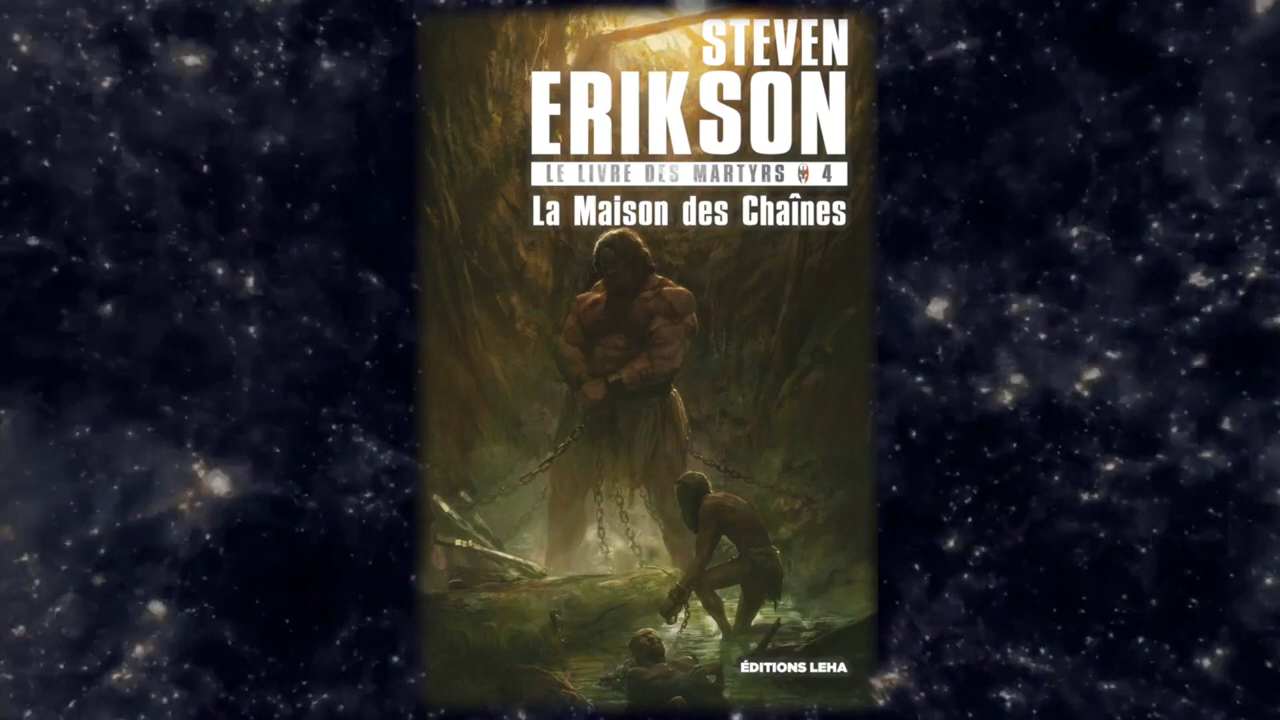 STEVEN
ERIKSON
LE LIVRE DES MARTYRS 4
La Maison des Chaînes
ÉDITIONS LEHA